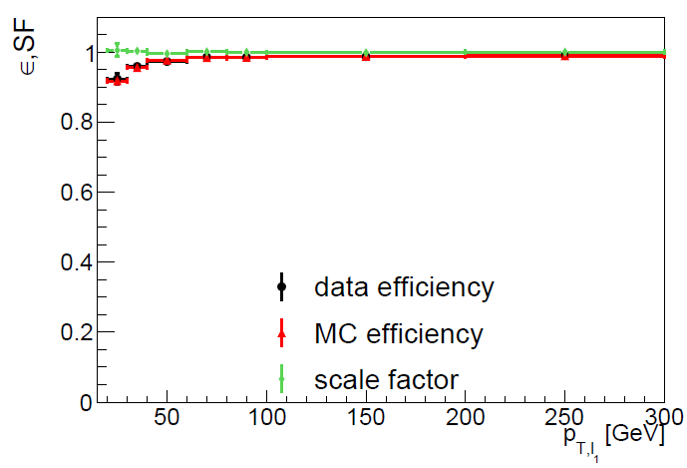 ∈,SF
1
0.8
0.6
0.4
0.2
0
data efficiency
MC efficiency
scale factor
50 100 150 200 250 300
p_{T,l_1} [GeV]